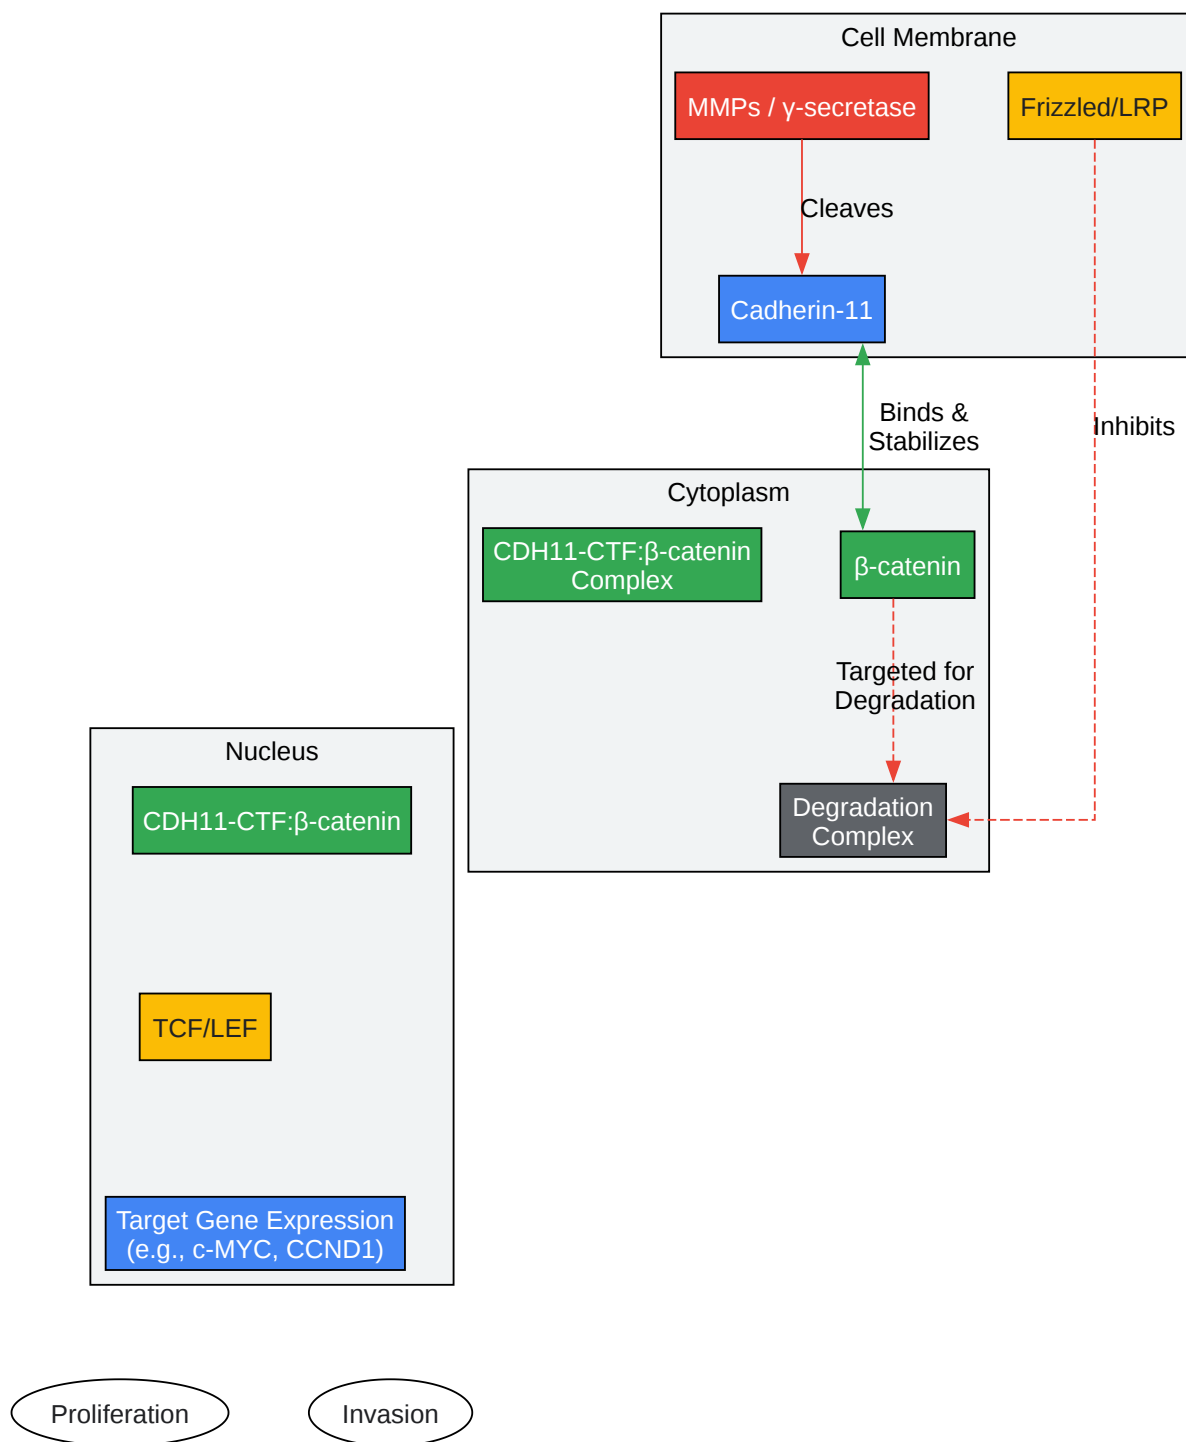 Cell Membrane
MMPs / γ-secretase
Frizzled/LRP
Cleaves
Cadherin-11
Binds &
Stabilizes
Inhibits
Cytoplasm
CDH11-CTF:β-catenin
Complex
β-catenin
Targeted for
Degradation
Degradation
Complex
Nucleus
CDH11-CTF:β-catenin
TCF/LEF
Target Gene Expression
(e.g., c-MYC, CCND1)
Proliferation
Invasion